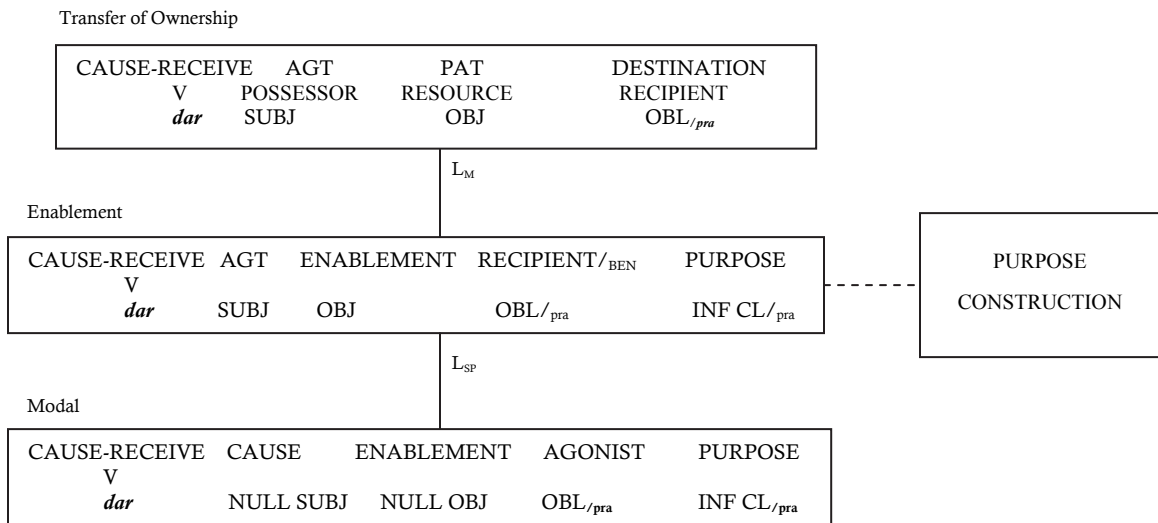 Transfer of Ownership
CAUSE-RECEIVE AGT PAT DESTINATION
V POSSESSOR RESOURCE RECIPIENT
dar SUBJ OBJ OBL/pra
L_M
Enablement
CAUSE-RECEIVE AGT ENABLEMENT RECIPIENT/BEN PURPOSE
V
dar SUBJ OBJ OBL/pra INF CL/pra
PURPOSE
CONSTRUCTION
L_SP
Modal
CAUSE-RECEIVE CAUSE ENABLEMENT AGONIST PURPOSE
V
dar NULL SUBJ NULL OBJ OBL/pra INF CL/pra